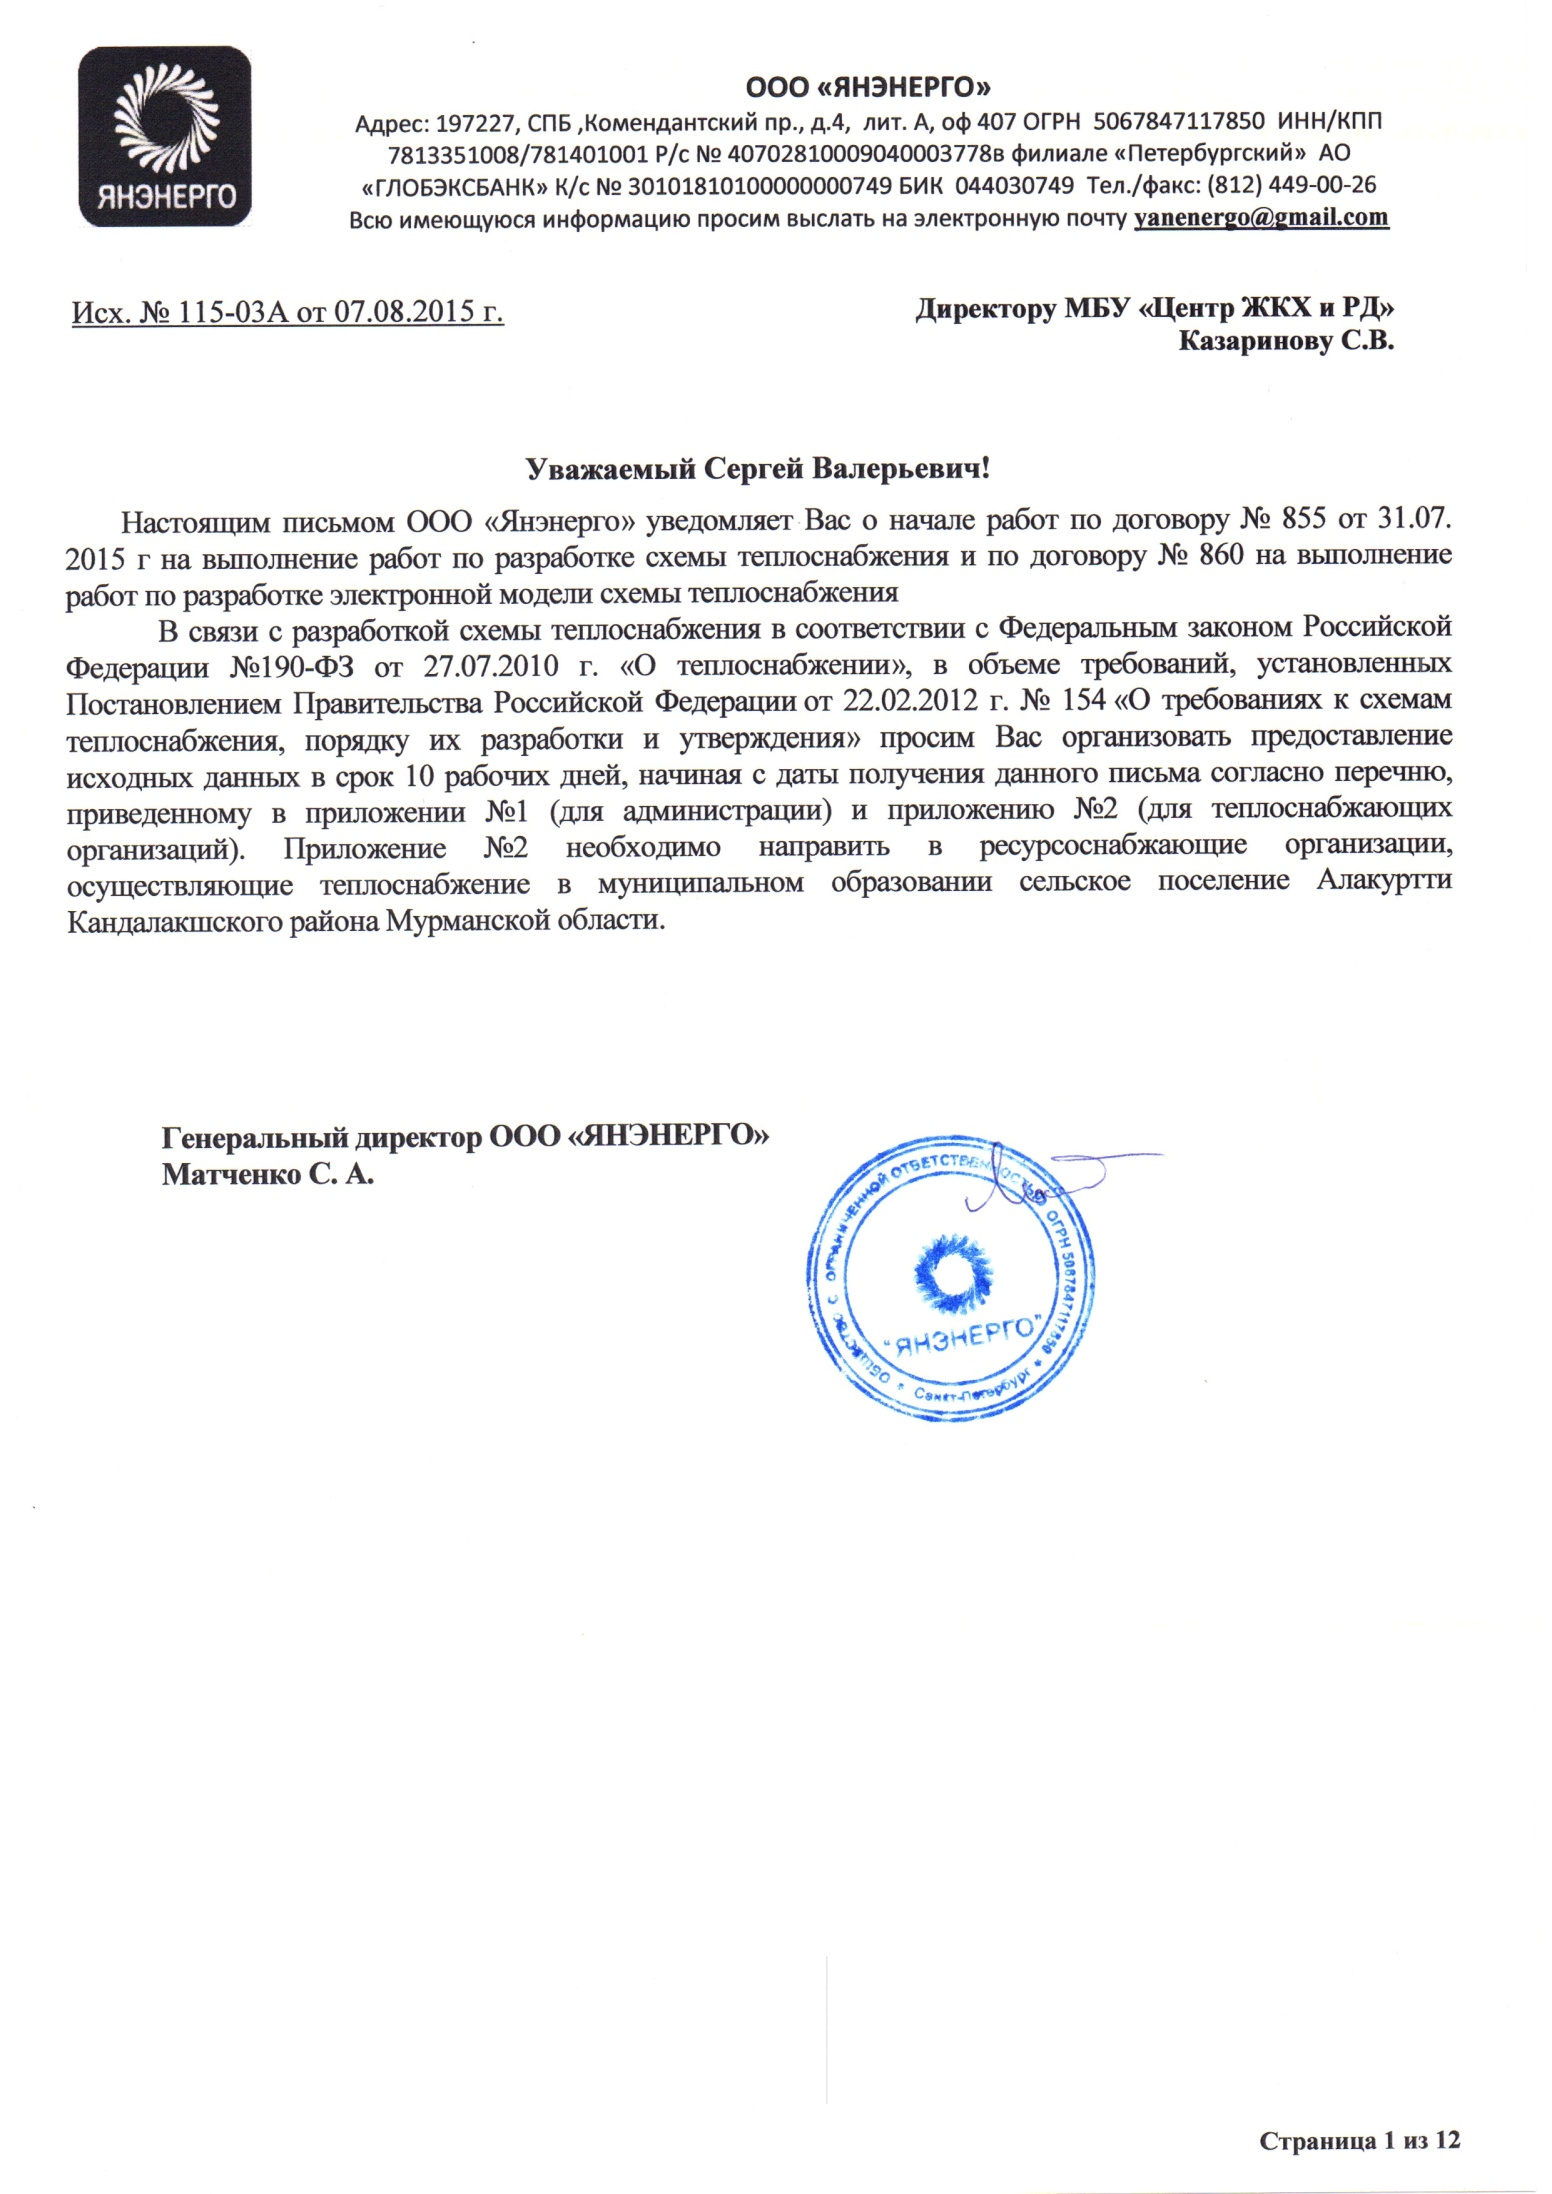 ЯНЭНЕРГО
ООО «ЯНЭНЕРГО»
Адрес: 197227, СПБ ,Комендантский пр., д.4, лит. А, оф 407 ОГРН 5067847117850 ИНН/КПП
7813351008/781401001 Р/с № 40702810009040003778в филиале «Петербургский» АО
«ГЛОБЭКСБАНК» К/с № 30101810100000000749 БИК 044030749 Тел./факс: (812) 449-00-26
Всю имеющуюся информацию просим выслать на электронную почту yanenergo@gmail.com
Исх. № 115-03А от 07.08.2015 г.
Директору МБУ «Центр ЖКХ и РД»
Казаринову С.В.
Уважаемый Сергей Валерьевич!
Настоящим письмом ООО «Янэнерго» уведомляет Вас о начале работ по договору № 855 от 31.07.
2015 г на выполнение работ по разработке схемы теплоснабжения и по договору № 860 на выполнение
работ по разработке электронной модели схемы теплоснабжения
В связи с разработкой схемы теплоснабжения в соответствии с Федеральным законом Российской
Федерации №190-ФЗ от 27.07.2010 г. «О теплоснабжении», в объеме требований, установленных
Постановлением Правительства Российской Федерации от 22.02.2012 г. № 154 «О требованиях к схемам
теплоснабжения, порядку их разработки и утверждения» просим Вас организовать предоставление
исходных данных в срок 10 рабочих дней, начиная с даты получения данного письма согласно перечню,
приведенному в приложении №1 (для администрации) и приложению №2 (для теплоснабжающих
организаций). Приложение №2 необходимо направить в ресурсоснабжающие организации,
осуществляющие теплоснабжение в муниципальном образовании сельское поселение Алакуртти
Кандалакшского района Мурманской области.
Генеральный директор ООО «ЯНЭНЕРГО»
Матченко С. А.
ОБЩЕСТВО С ОГРАНИЧЕННОЙ ОТВЕТСТВЕННОСТЬЮ ОГРН 5067847117850
"ЯНЭНЕРГО"
* Санкт-Петербург *
Страница 1 из 12